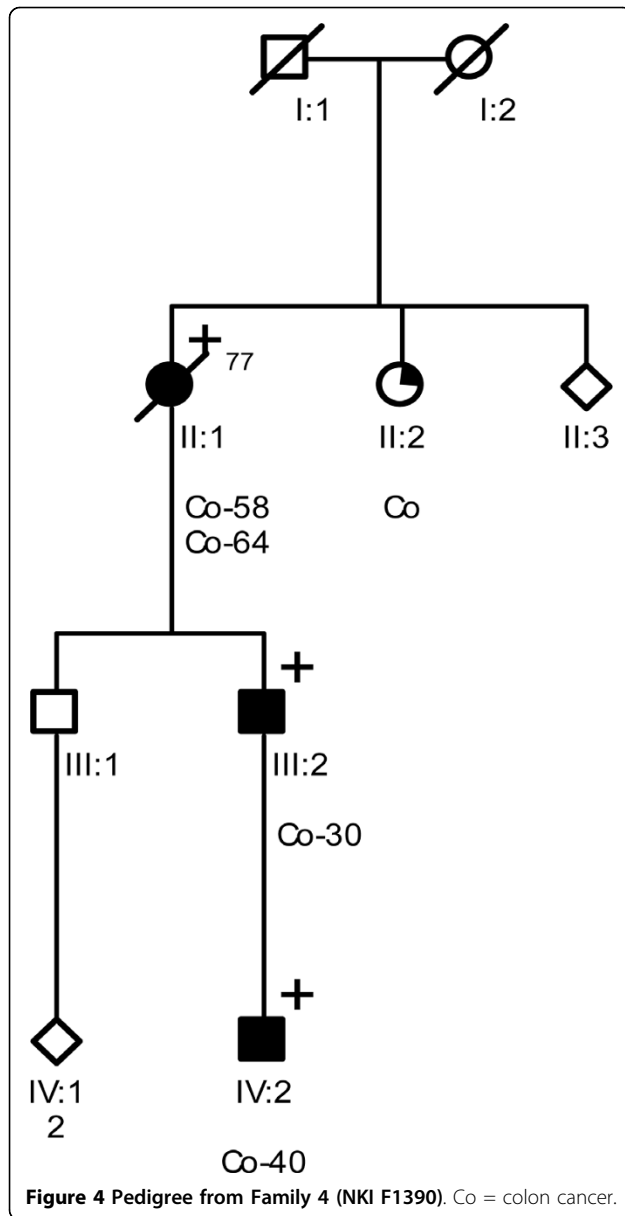 I:1 I:2
+ 77
II:1 II:2 II:3
Co-58 Co
Co-64
+
III:1 III:2
Co-30
+
IV:1 IV:2
2
Co-40
Figure 4 Pedigree from Family 4 (NKI F1390). Co = colon cancer.